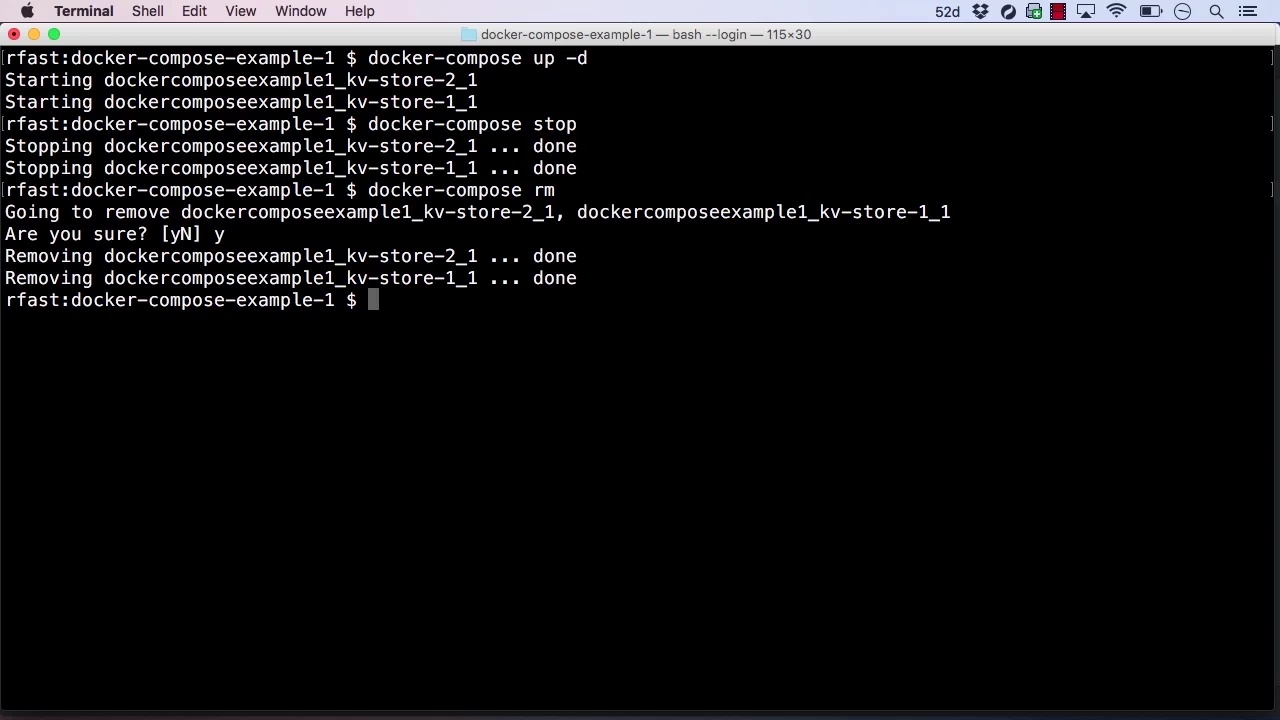 Terminal Shell Edit View Window Help 52d
docker-compose-example-1 — bash --login — 115×30
rfast:docker-compose-example-1 $ docker-compose up -d
Starting dockercomposeexample1_kv-store-2_1
Starting dockercomposeexample1_kv-store-1_1
rfast:docker-compose-example-1 $ docker-compose stop
Stopping dockercomposeexample1_kv-store-2_1 ... done
Stopping dockercomposeexample1_kv-store-1_1 ... done
rfast:docker-compose-example-1 $ docker-compose rm
Going to remove dockercomposeexample1_kv-store-2_1, dockercomposeexample1_kv-store-1_1
Are you sure? [yN] y
Removing dockercomposeexample1_kv-store-2_1 ... done
Removing dockercomposeexample1_kv-store-1_1 ... done
rfast:docker-compose-example-1 $